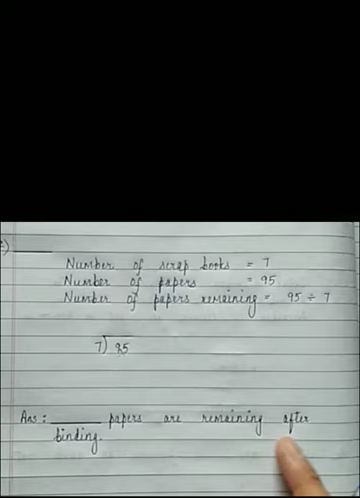 Number of scrap books = 7
Number of papers = 95
Number of papers remaining = 95 ÷ 7
7) 95
Ans: ______ papers are remaining after
binding.